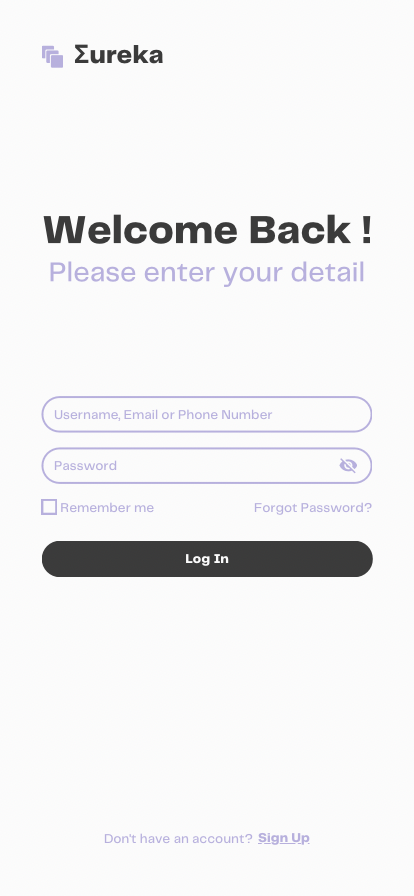 Σureka
Welcome Back !
Please enter your detail
Username, Email or Phone Number
Password
Remember me
Forgot Password?
Log In
Don't have an account? Sign Up